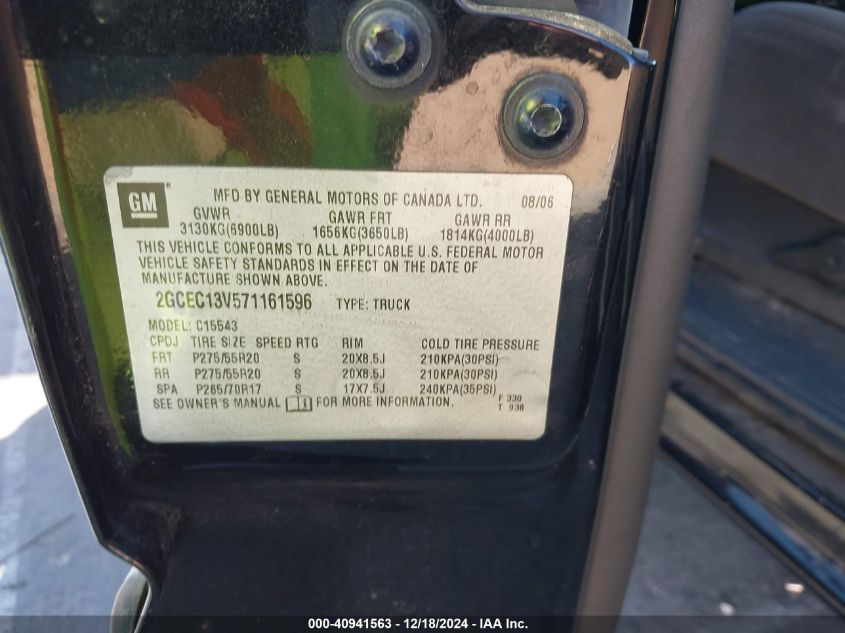 GM MFD BY GENERAL MOTORS OF CANADA LTD. 08/06
GVWR GAWR FRT GAWR RR
3130KG(6900LB) 1656KG(3650LB) 1814KG(4000LB)
THIS VEHICLE CONFORMS TO ALL APPLICABLE U.S. FEDERAL MOTOR
VEHICLE SAFETY STANDARDS IN EFFECT ON THE DATE OF
MANUFACTURE SHOWN ABOVE.
2GCEC13V571161596 TYPE: TRUCK
MODEL: C15543
CPDJ TIRE SIZE SPEED RTG RIM COLD TIRE PRESSURE
FRT P275/55R20 S 20X8.5J 210KPA(30PSI)
RR P275/55R20 S 20X8.5J 210KPA(30PSI)
SPA P265/70R17 S 17X7.5J 240KPA(35PSI)
SEE OWNER'S MANUAL FOR MORE INFORMATION.
F 330
T 938
000-40941563 - 12/18/2024 - IAA Inc.